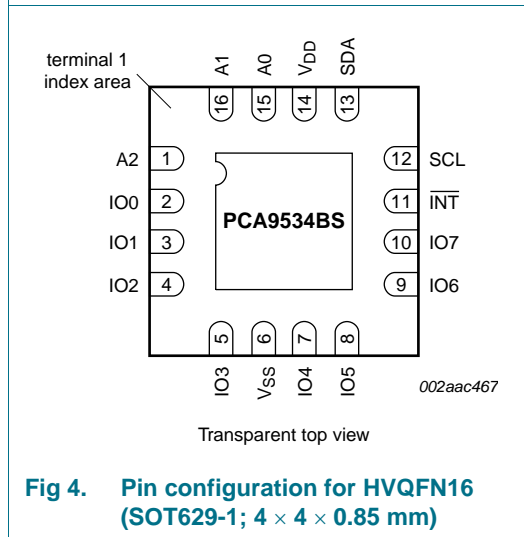 terminal 1
index area
A1 A0 VDD SDA
16 15 14 13
A2 1 12 SCL
IO0 2 11 INT
PCA9534BS
IO1 3 10 IO7
IO2 4 9 IO6
5 6 7 8
IO3 VSS IO4 IO5
002aac467
Transparent top view
Fig 4. Pin configuration for HVQFN16
(SOT629-1; 4 × 4 × 0.85 mm)